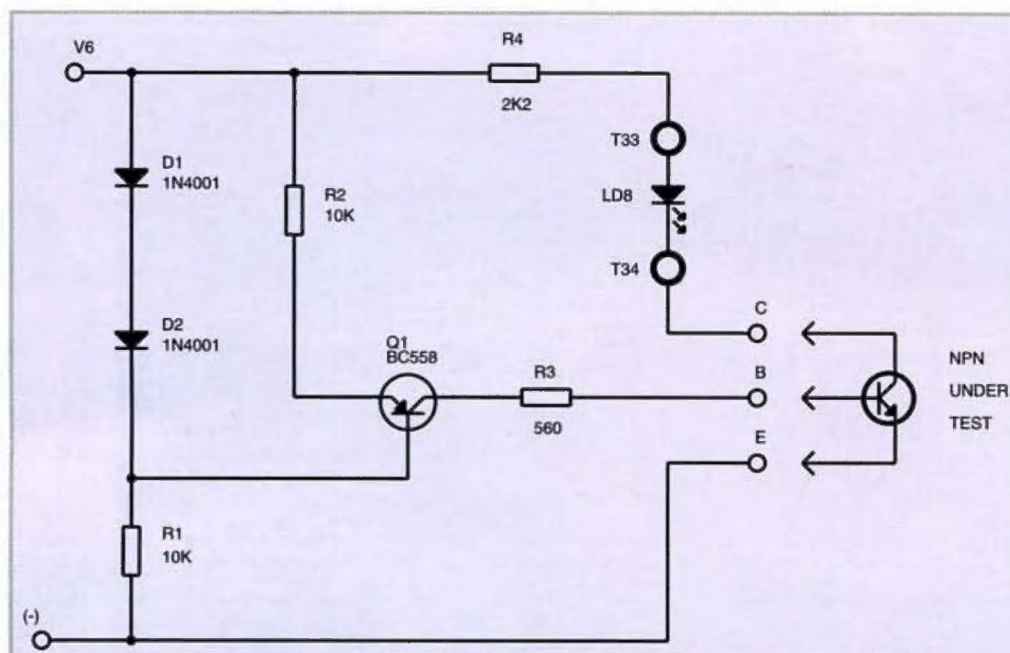 V6
R4
2K2
D1
1N4001
R2
10K
T33
LD8
T34
D2
1N4001
Q1
BC558
R3
560
C
B
E
NPN
UNDER
TEST
R1
10K
(-)